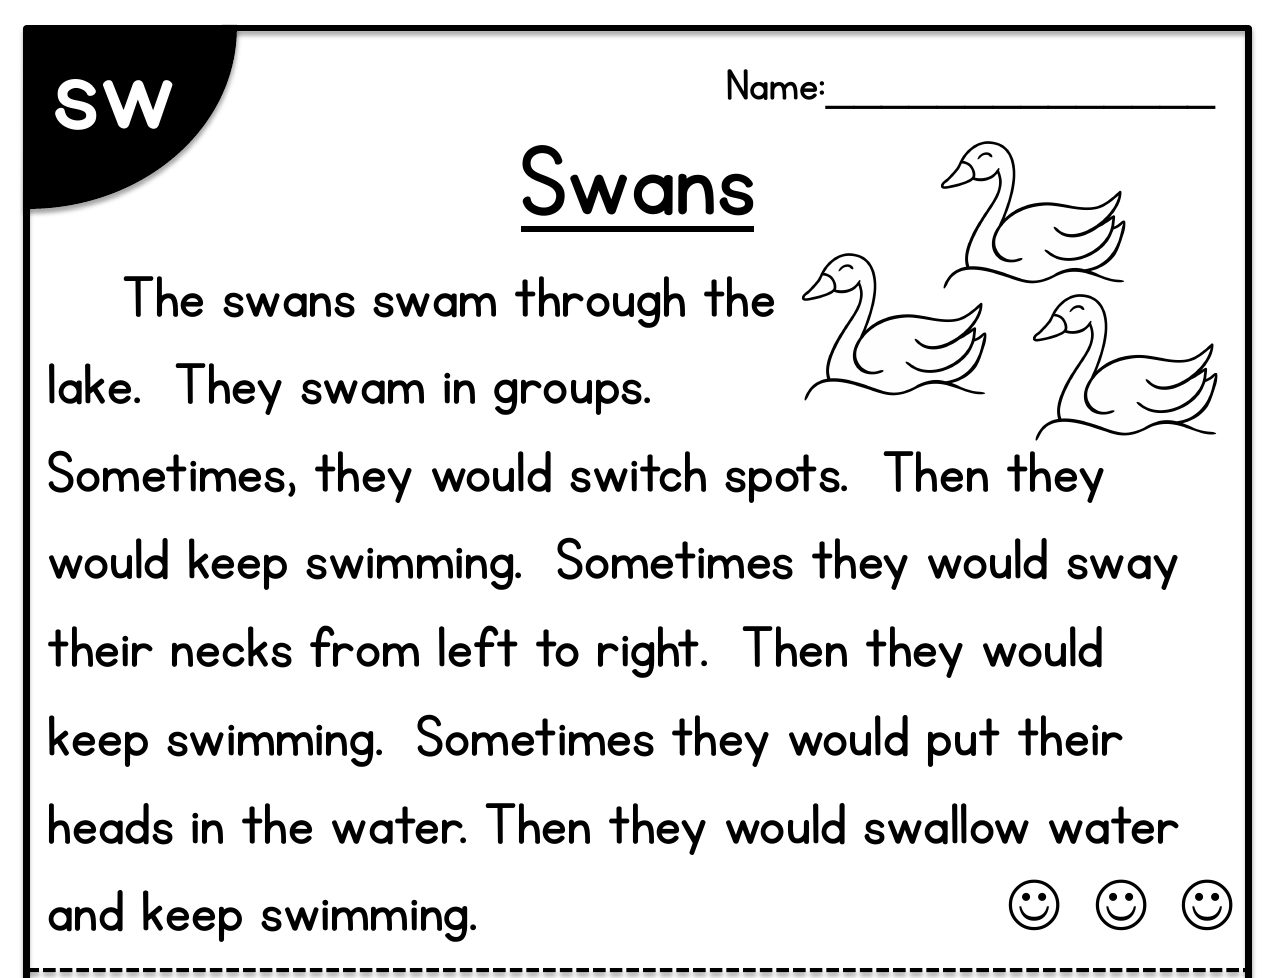 sw
Name:
Swans
The swans swam through the
lake. They swam in groups.
Sometimes, they would switch spots. Then they
would keep swimming. Sometimes they would sway
their necks from left to right. Then they would
keep swimming. Sometimes they would put their
heads in the water. Then they would swallow water
and keep swimming.